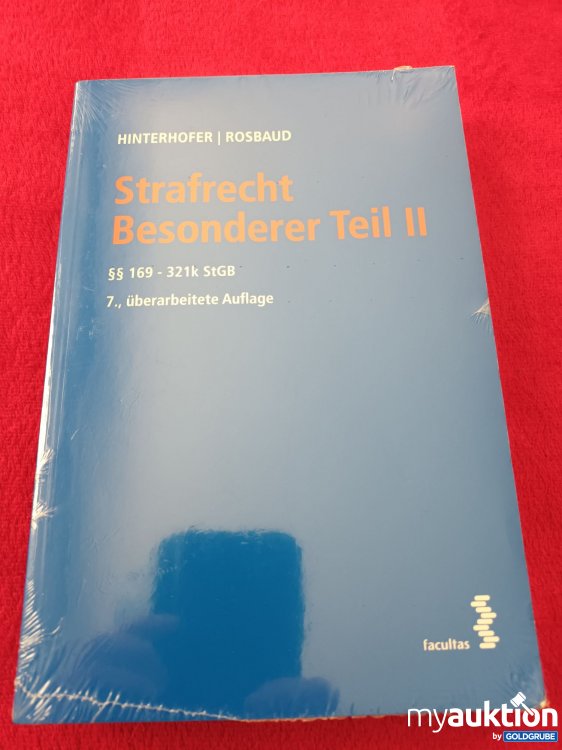 HINTERHOFER | ROSBAUD
Strafrecht
Besonderer Teil II
§§ 169 - 321k StGB
7., überarbeitete Auflage
facultas
myauktion
by GOLDGRUBE